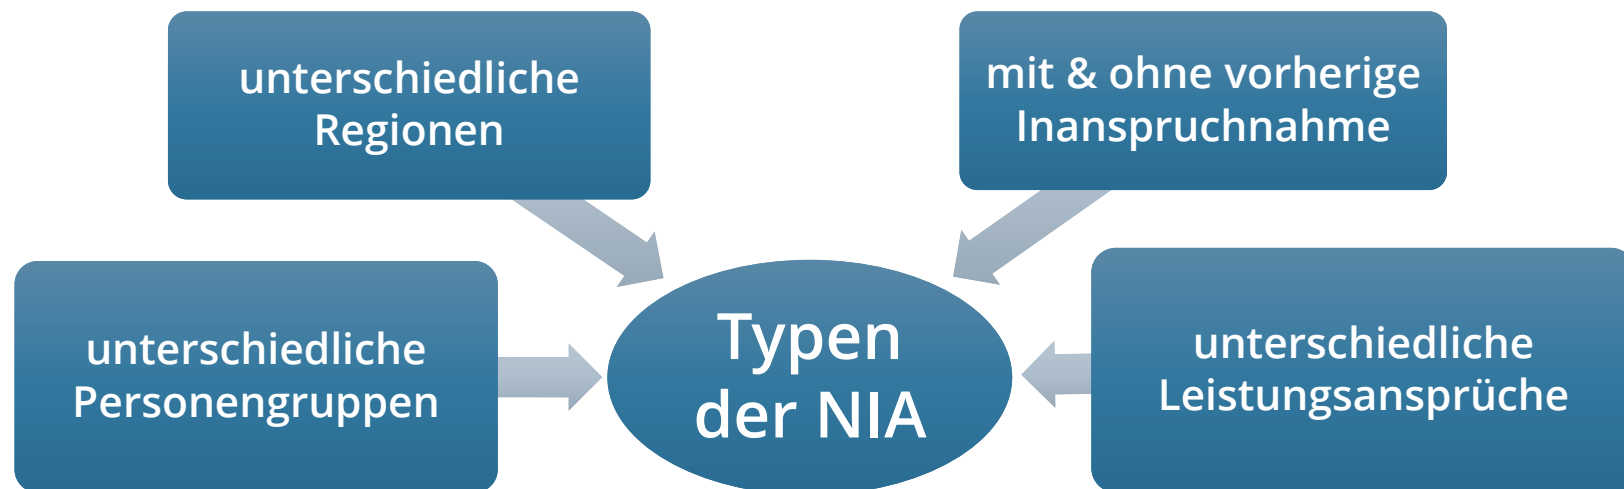 unterschiedliche
Regionen
mit & ohne vorherige
Inanspruchnahme
unterschiedliche
Personengruppen
Typen
der NIA
unterschiedliche
Leistungsansprüche